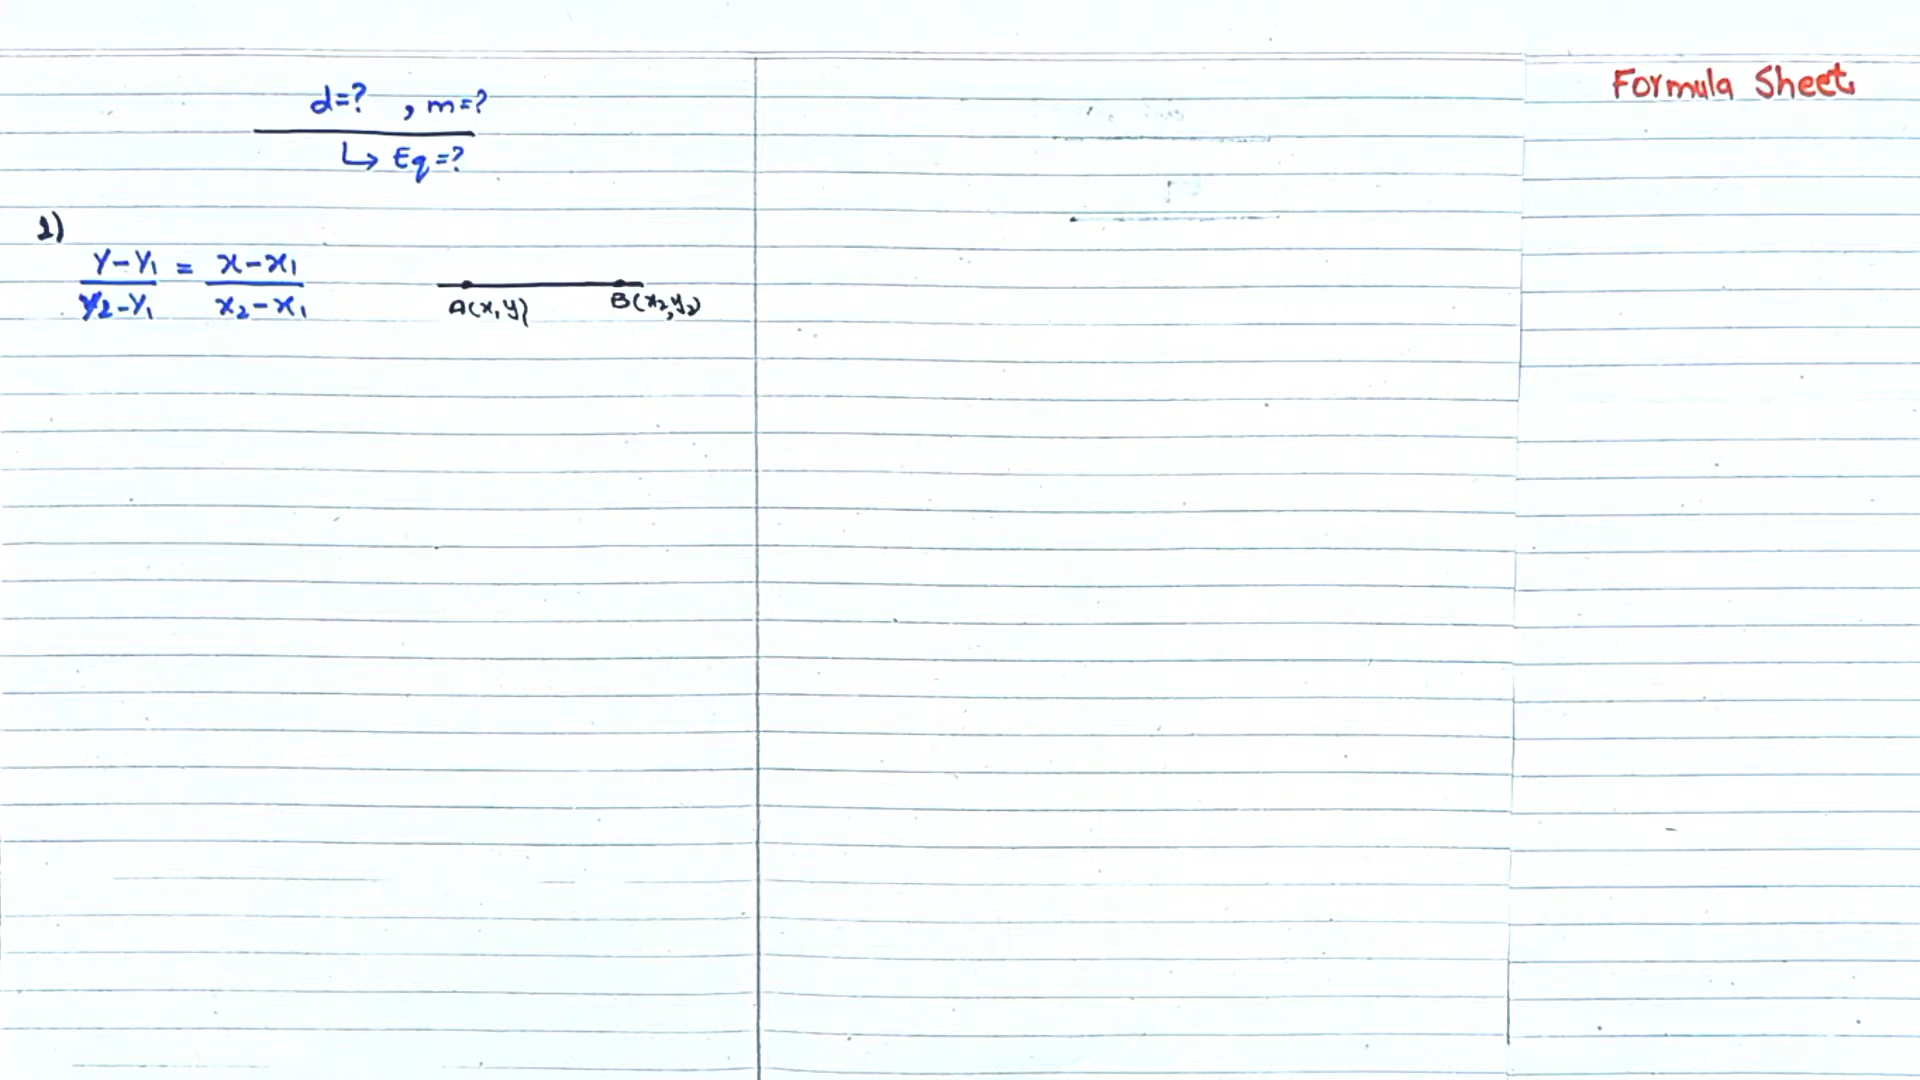 d=? , m=?
↳ Eq=?
1)
y-y₁ = x-x₁
y₂-y₁ x₂-x₁
A(x,y) B(x₂,y₂)
Formula Sheet